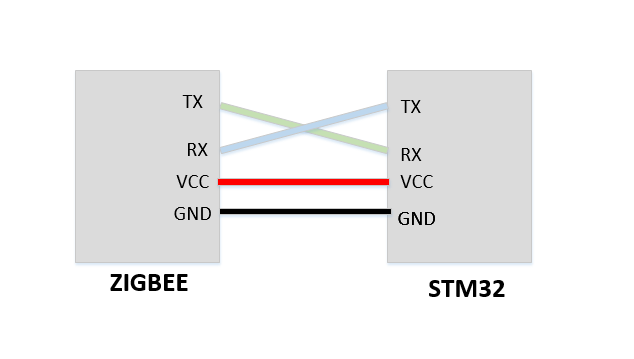 TX
RX
VCC
GND
ZIGBEE
TX
RX
VCC
GND
STM32